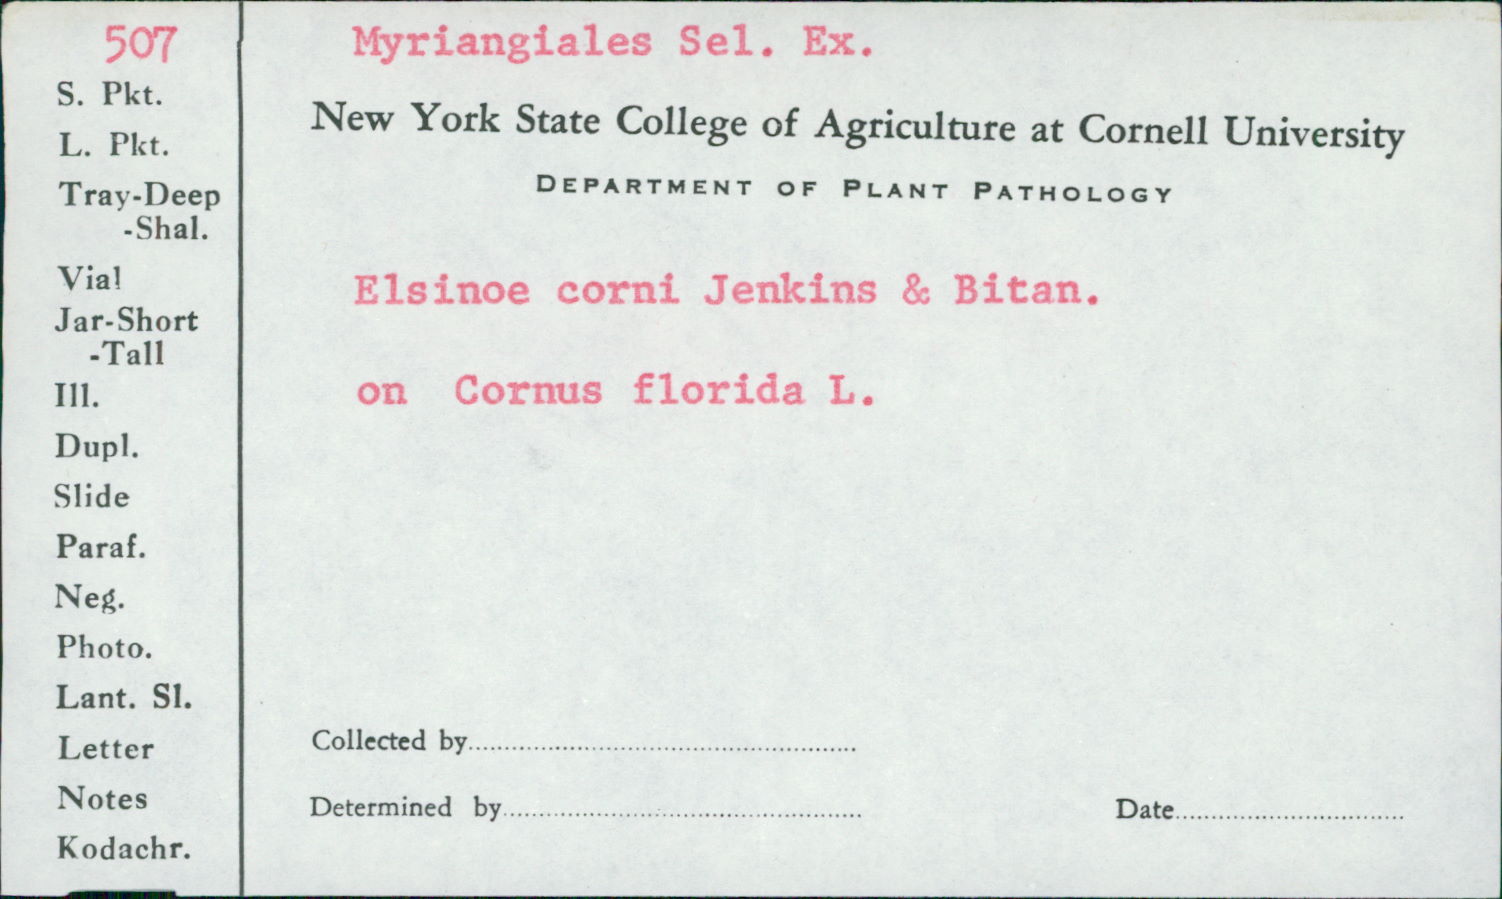 507
S. Pkt.
L. Pkt.
Tray-Deep
-Shal.
Vial
Jar-Short
-Tall
Ill.
Dupl.
Slide
Paraf.
Neg.
Photo.
Lant. Sl.
Letter
Notes
Kodachr.
Myriangiales Sel. Ex.
New York State College of Agriculture at Cornell University
DEPARTMENT OF PLANT PATHOLOGY
Elsinoe corni Jenkins & Bitan.
on Cornus florida L.
Collected by
Determined by
Date